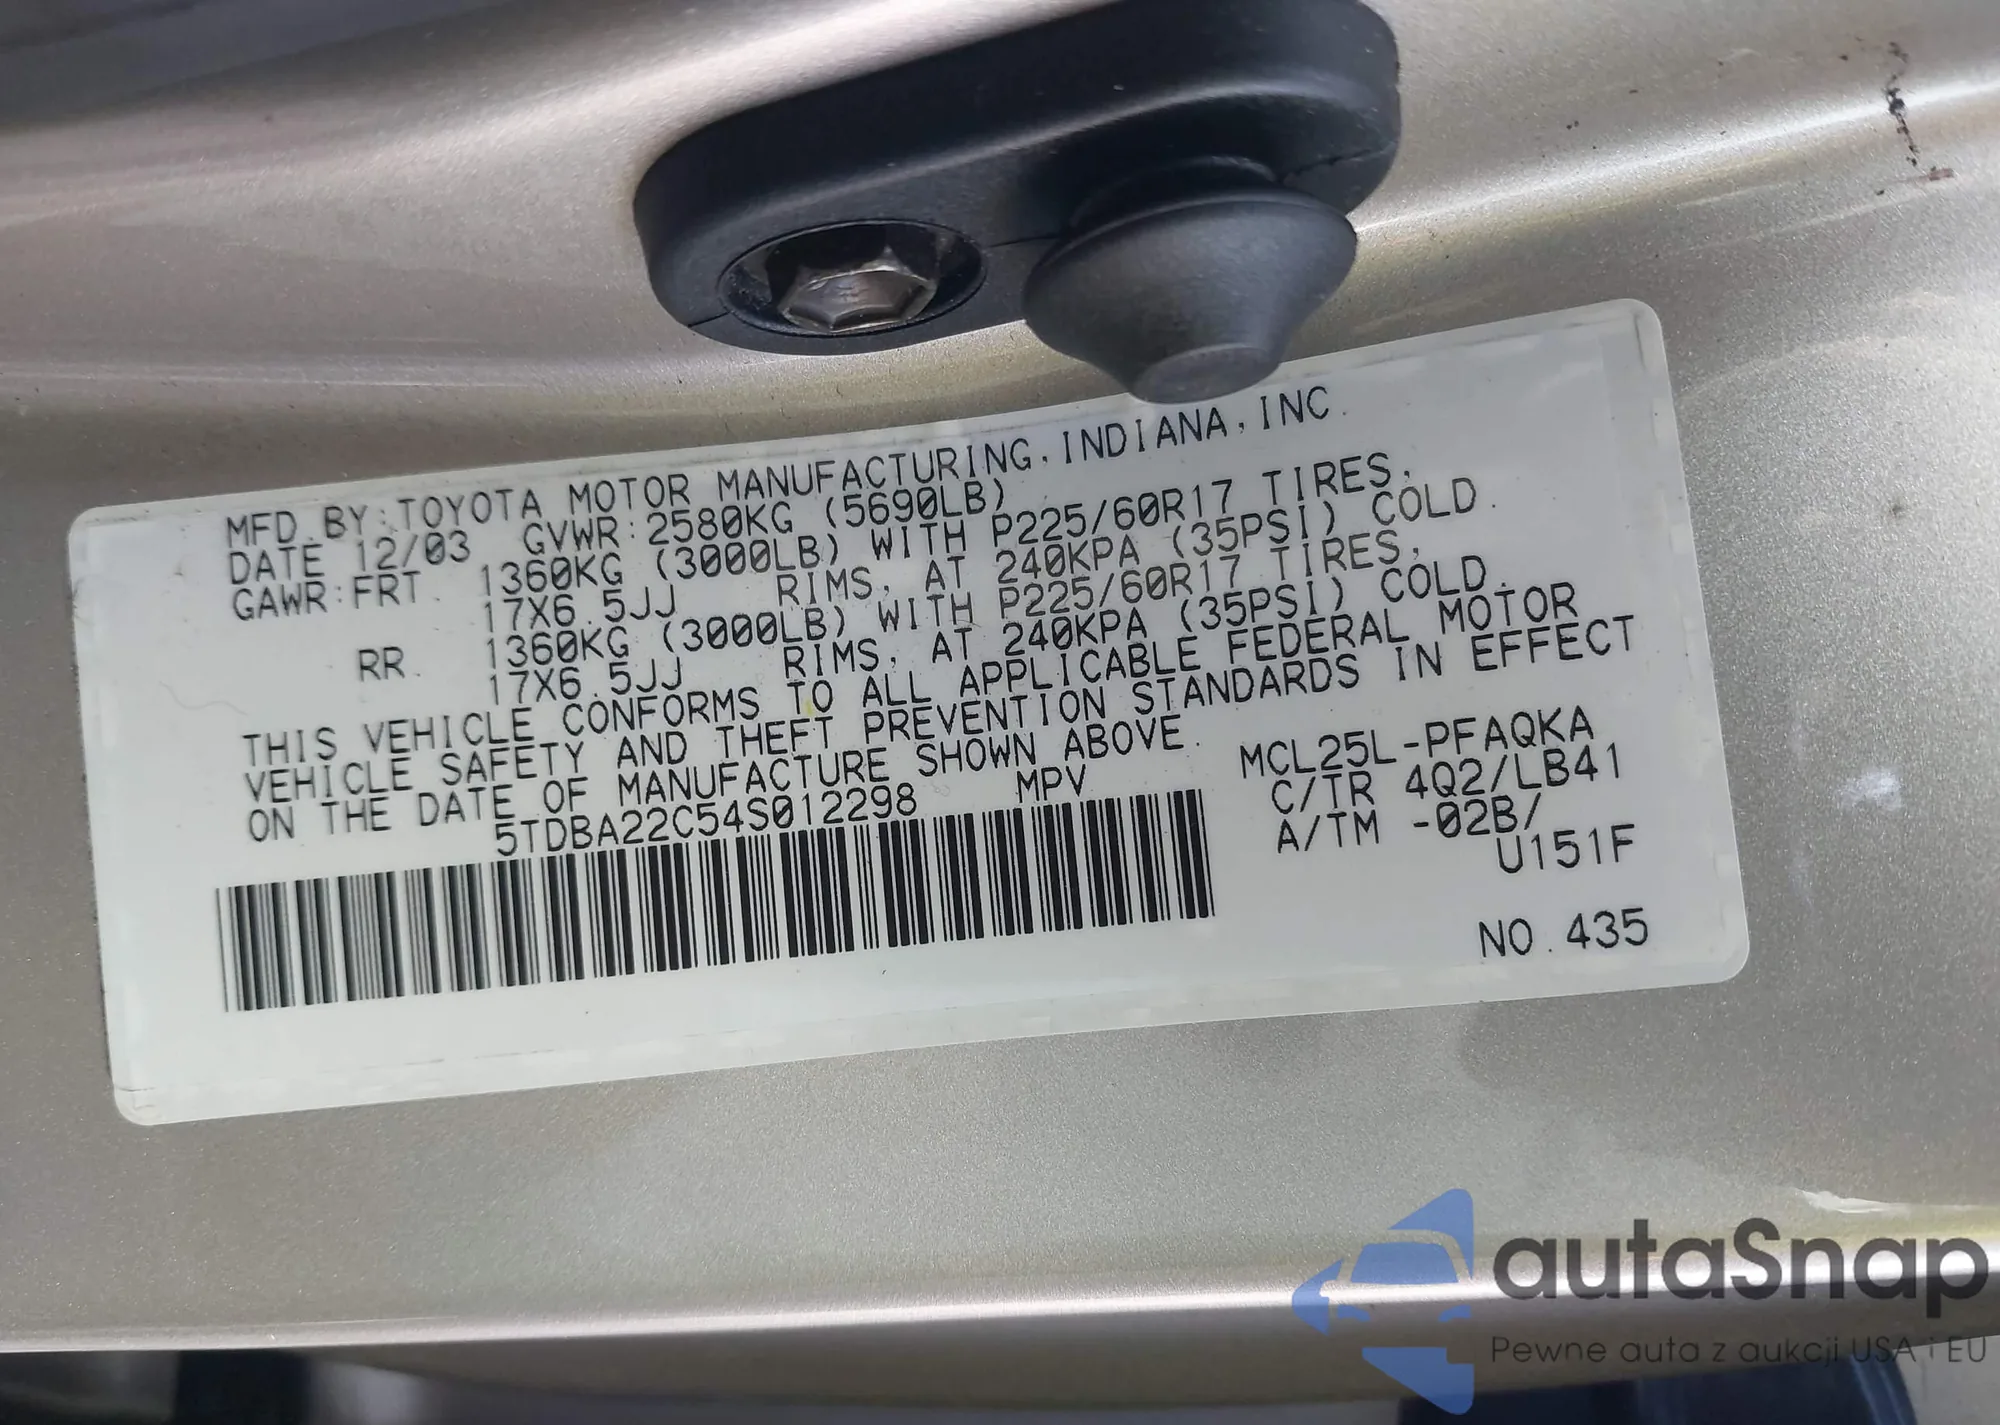 MFD.BY:TOYOTA MOTOR MANUFACTURING,INDIANA,INC.
DATE 12/03 GVWR:2580KG (5690LB)
GAWR:FRT. 1360KG (3000LB) WITH P225/60R17 TIRES,
17X6.5JJ RIMS, AT 240KPA (35PSI) COLD.
RR. 1360KG (3000LB) WITH P225/60R17 TIRES,
17X6.5JJ RIMS, AT 240KPA (35PSI) COLD.
THIS VEHICLE CONFORMS TO ALL APPLICABLE FEDERAL MOTOR
VEHICLE SAFETY AND THEFT PREVENTION STANDARDS IN EFFECT
ON THE DATE OF MANUFACTURE SHOWN ABOVE.
5TDBA22C54S012298 MPV
MCL25L-PFAQKA
C/TR 4Q2/LB41
A/TM -02B/
U151F
NO.435
autaSnap
Pewne auta z aukcji USA i EU